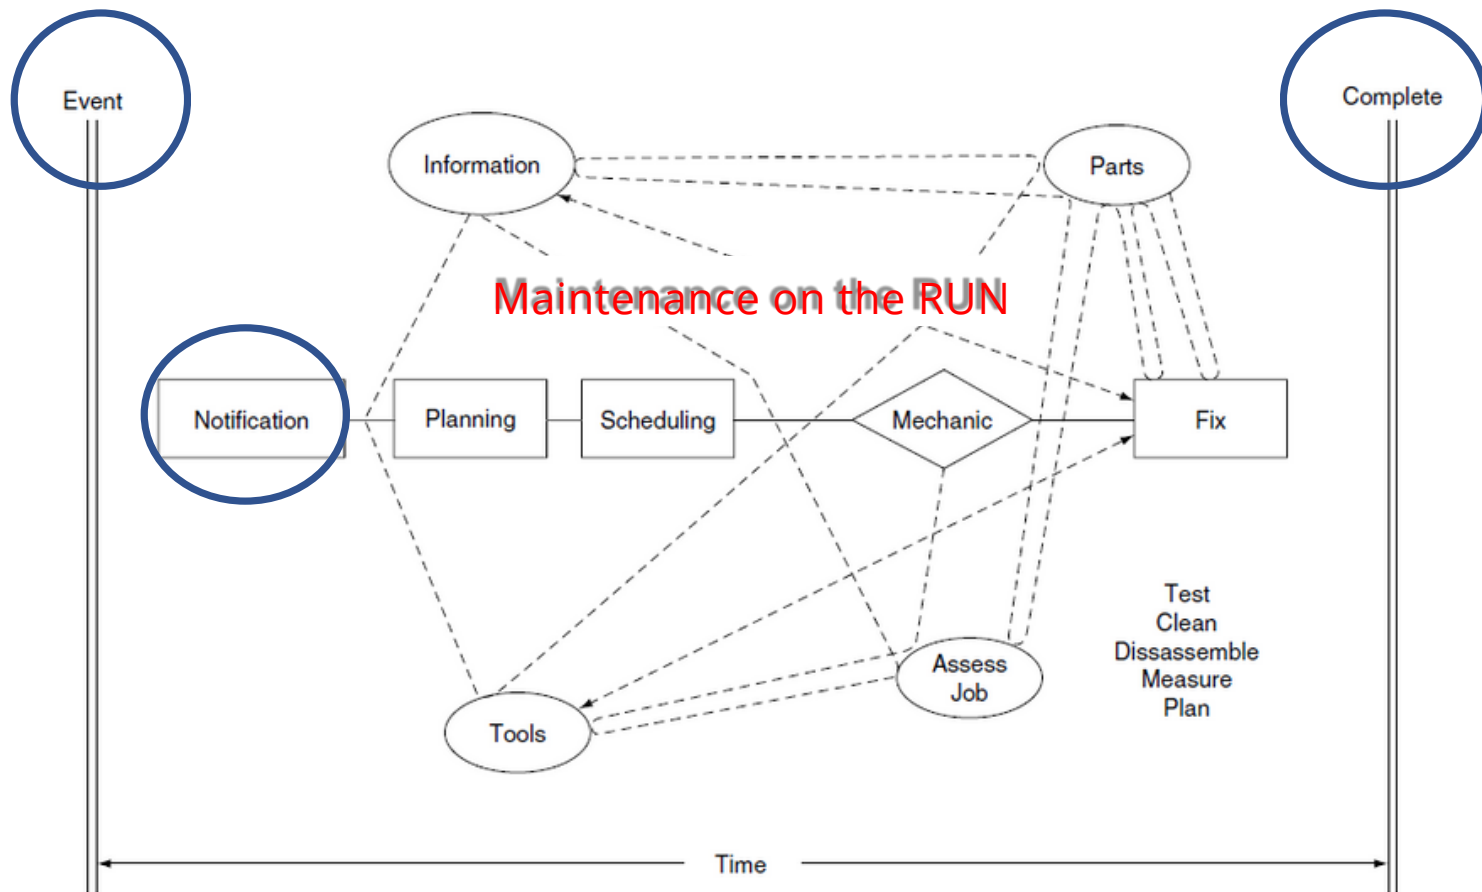 Event
Complete
Information
Parts
Maintenance on the RUN
Notification
Planning
Scheduling
Mechanic
Fix
Test
Clean
Dissassemble
Measure
Plan
Assess
Job
Tools
Time